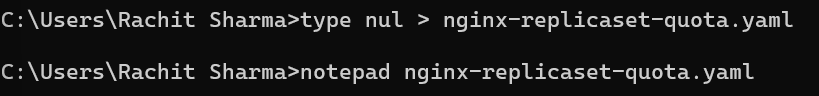 C:\Users\Rachit Sharma>type nul > nginx-replicaset-quota.yaml
C:\Users\Rachit Sharma>notepad nginx-replicaset-quota.yaml